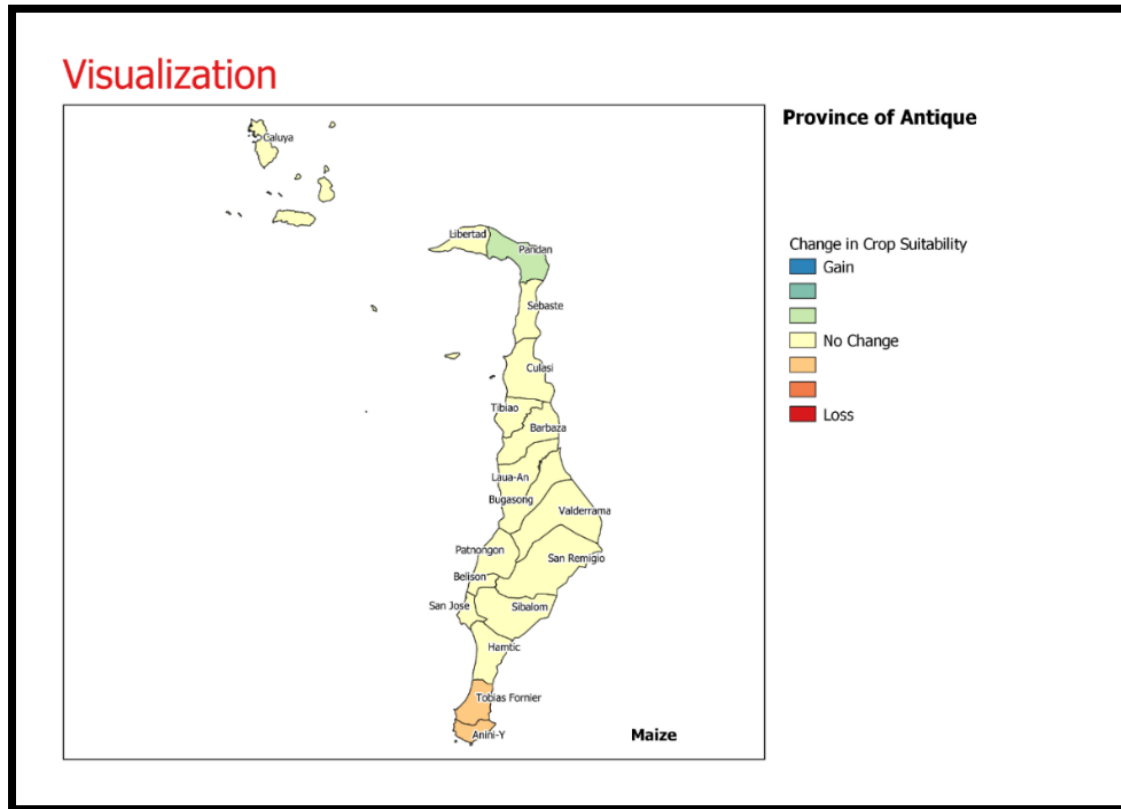 Visualization
Province of Antique
Caluya
Libertad
Pandan
Change in Crop Suitability
Gain
Sebaste
No Change
Culasi
Tibiao
Loss
Barbaza
Laua-An
Bugasong
Valderrama
Patnongon
San Remigio
Belison
San Jose
Sibalom
Hamtic
Tobias Fornier
Anini-Y
Maize